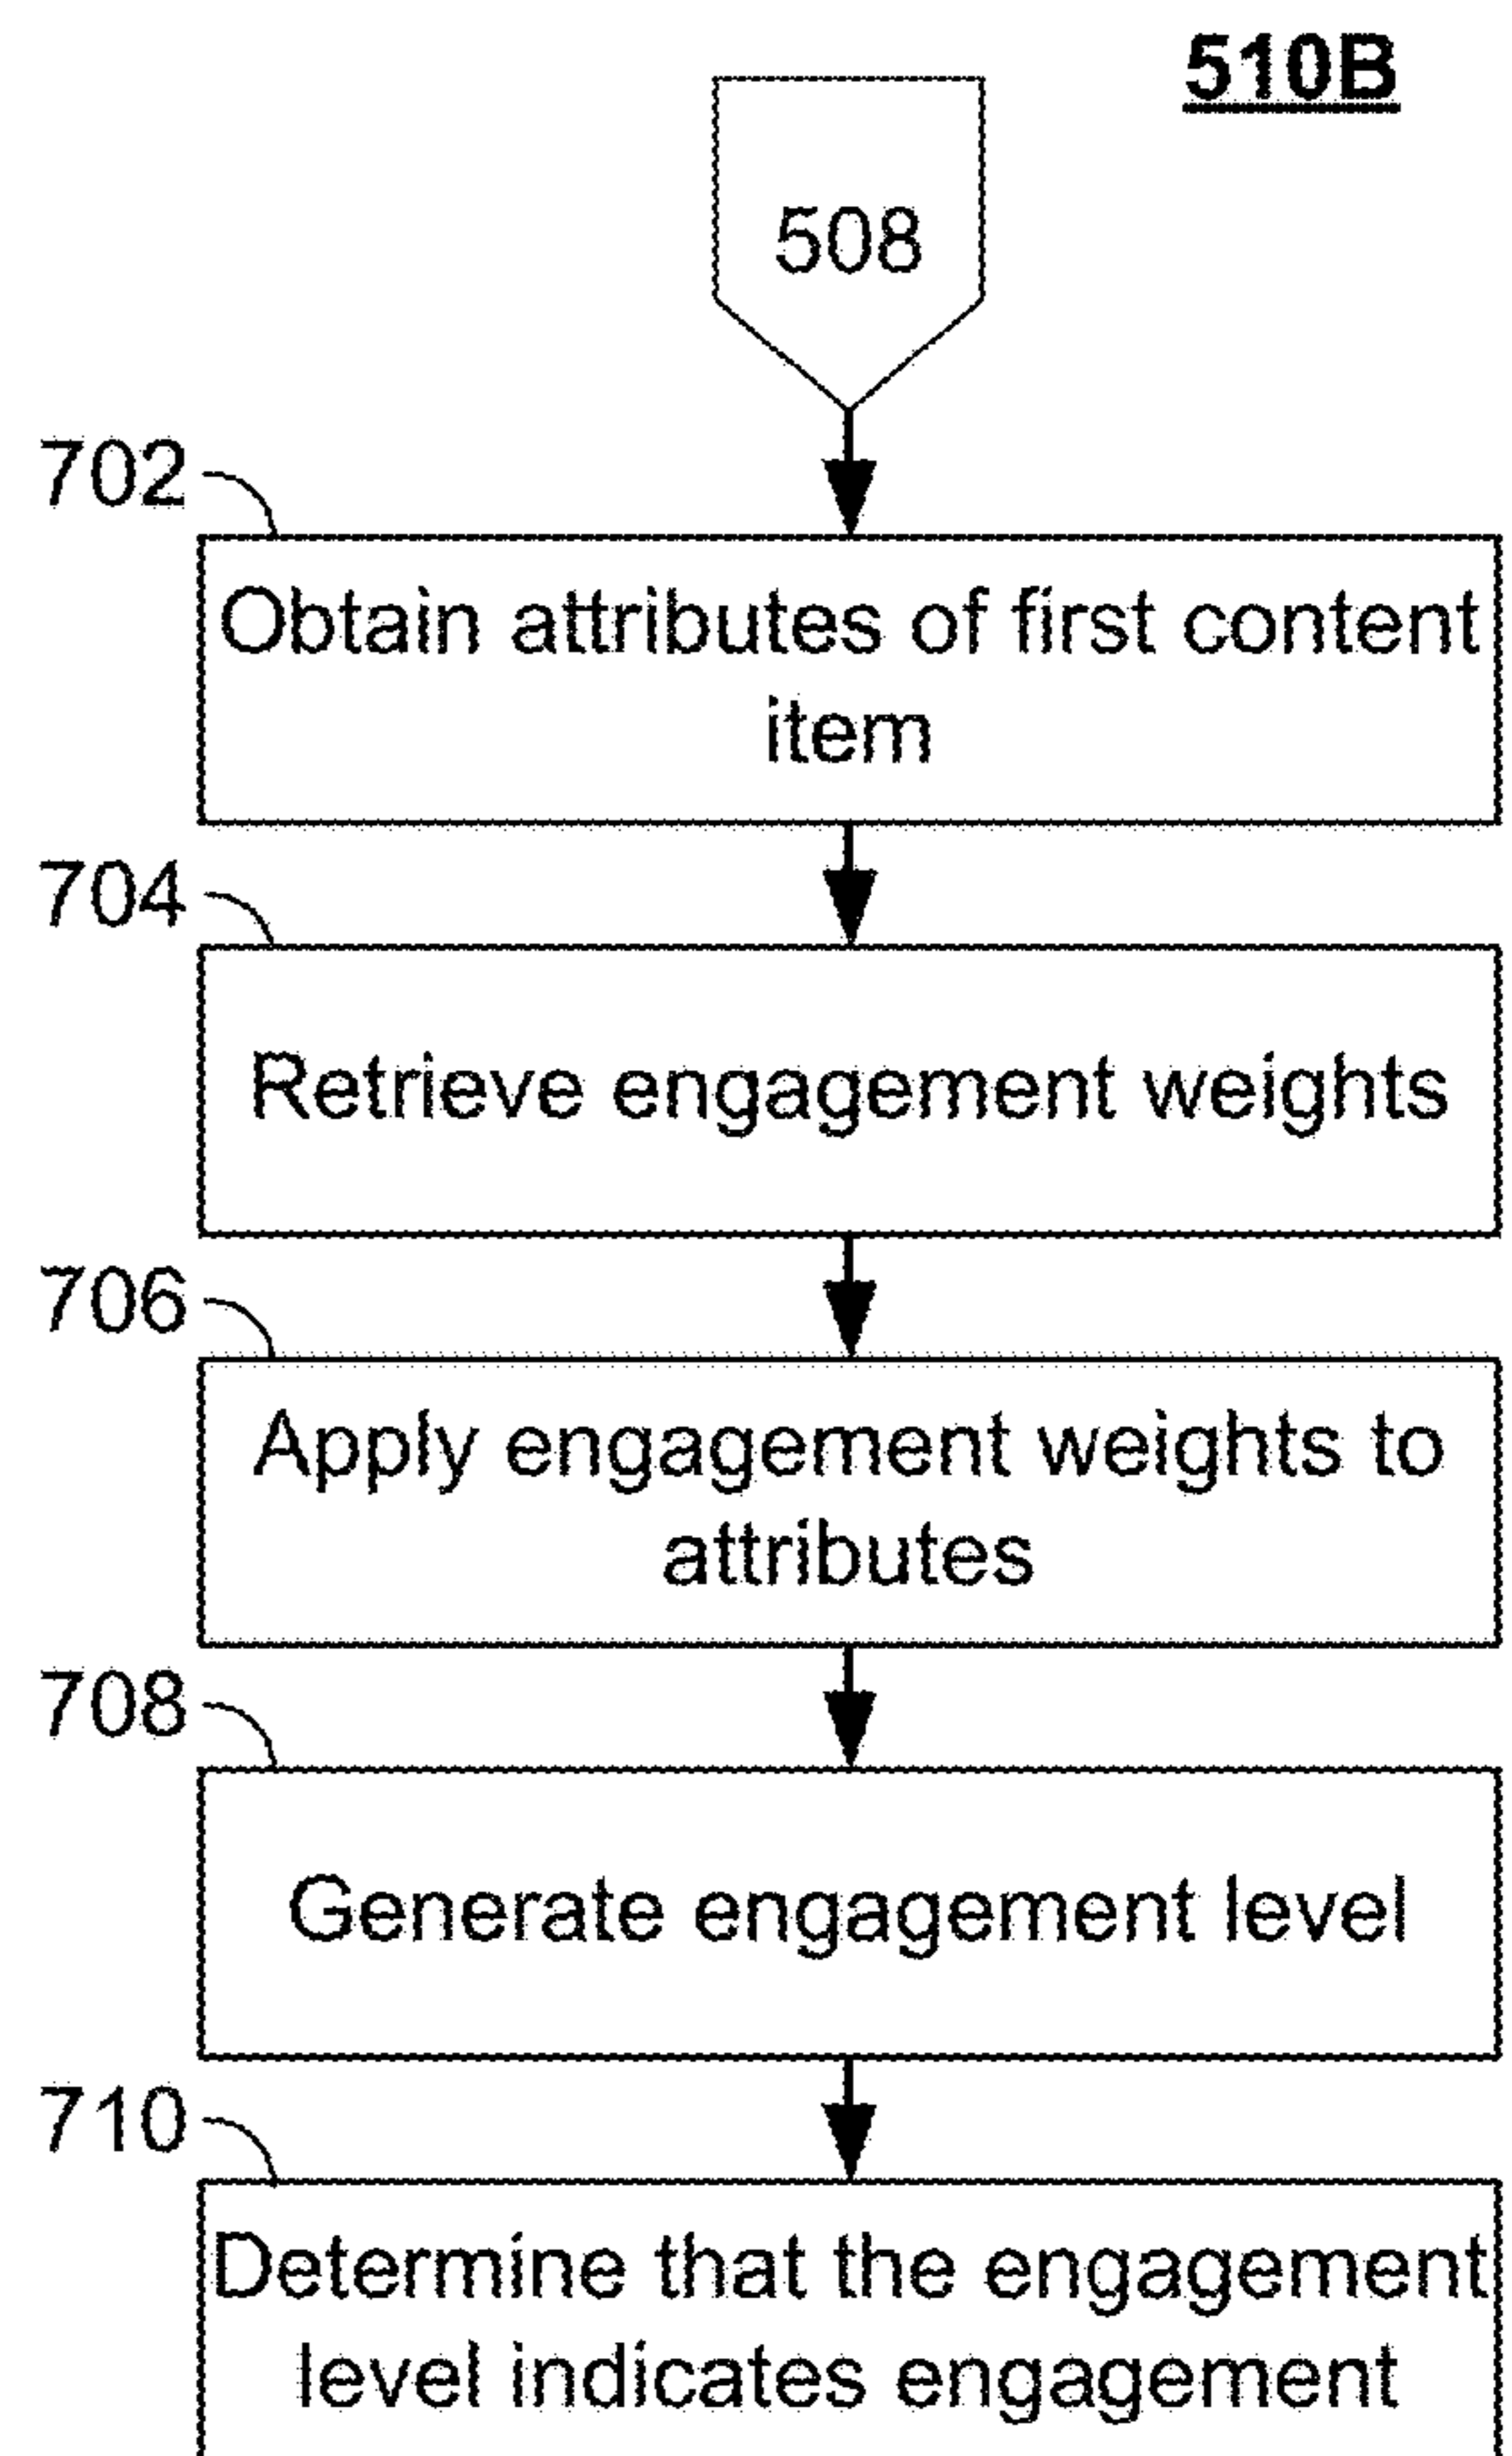 510B
508
702
Obtain attributes of first content
item
704
Retrieve engagement weights
706
Apply engagement weights to
attributes
708
Generate engagement level
710
Determine that the engagement
level indicates engagement